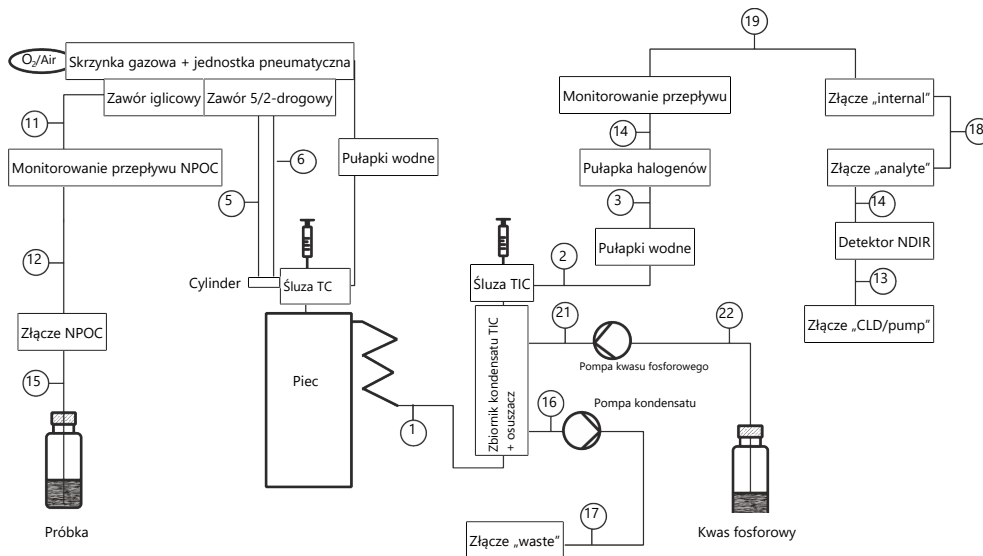 19
O₂/Air
Skrzynka gazowa + jednostka pneumatyczna
Zawór iglicowy
Zawór 5/2-drogowy
Monitorowanie przepływu
Złącze „internal”
11
14
18
6
Pułapki wodne
Monitorowanie przepływu NPOC
Pułapka halogenów
Złącze „analyte”
5
3
14
12
2
Pułapki wodne
Detektor NDIR
Cylinder
Śluza TC
Śluza TIC
13
Złącze NPOC
21
22
Złącze „CLD/pump”
Zbiornik kondensatu TIC
+ osuszacz
Pompa kwasu fosforowego
15
Piec
16
Pompa kondensatu
1
17
Próbka
Złącze „waste”
Kwas fosforowy